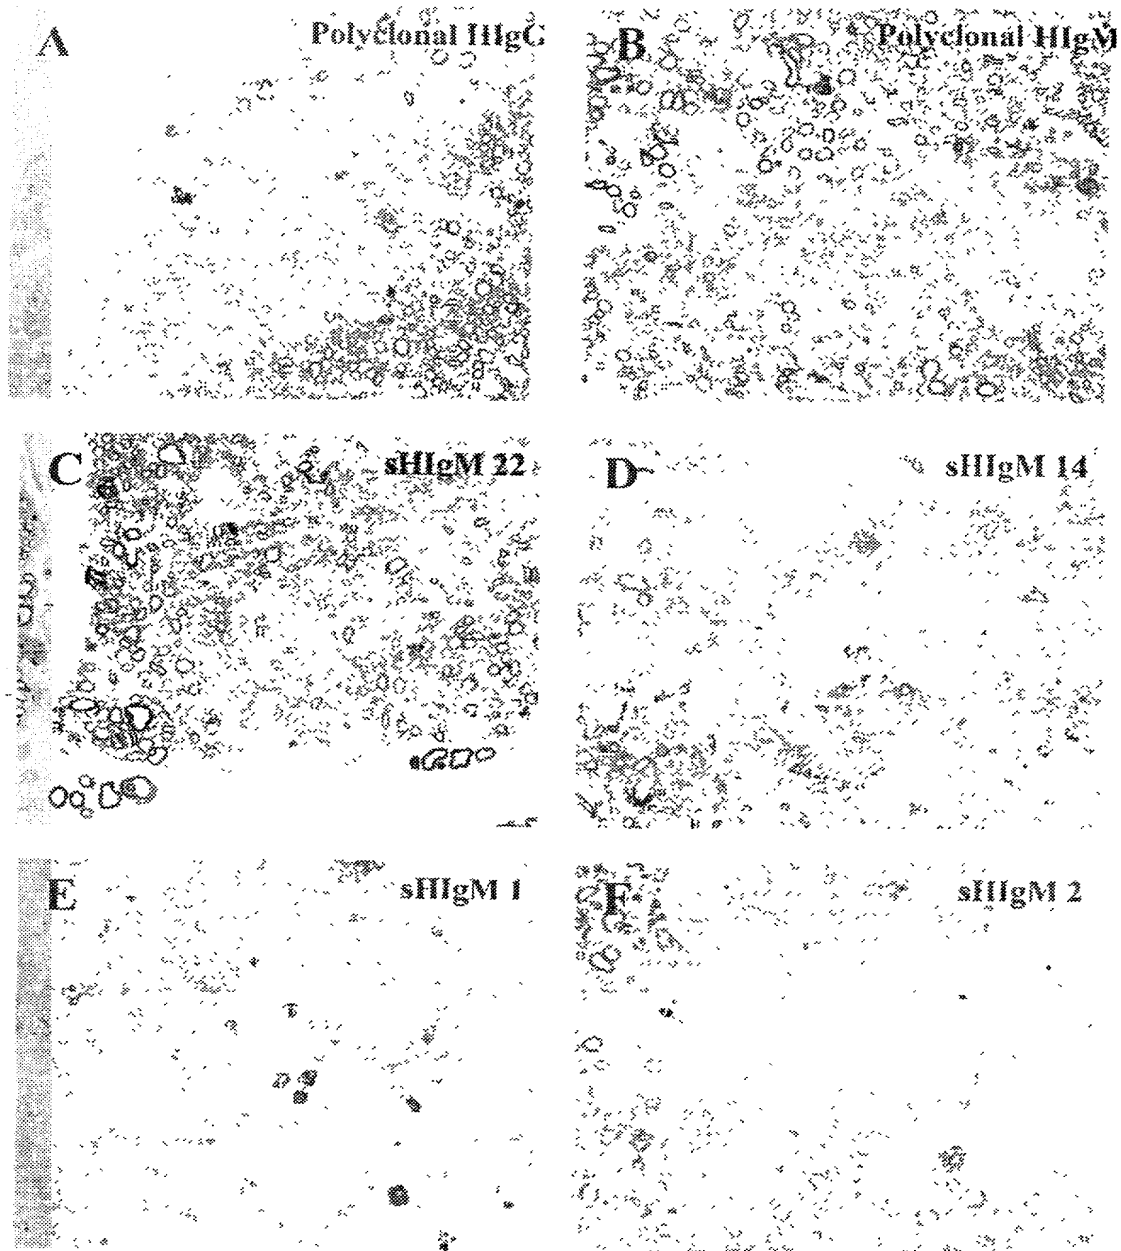 A Polyclonal HIgG
B Polyclonal HIgM
C sHIgM 22
D sHIgM 14
E sHIgM 1
F sHIgM 2